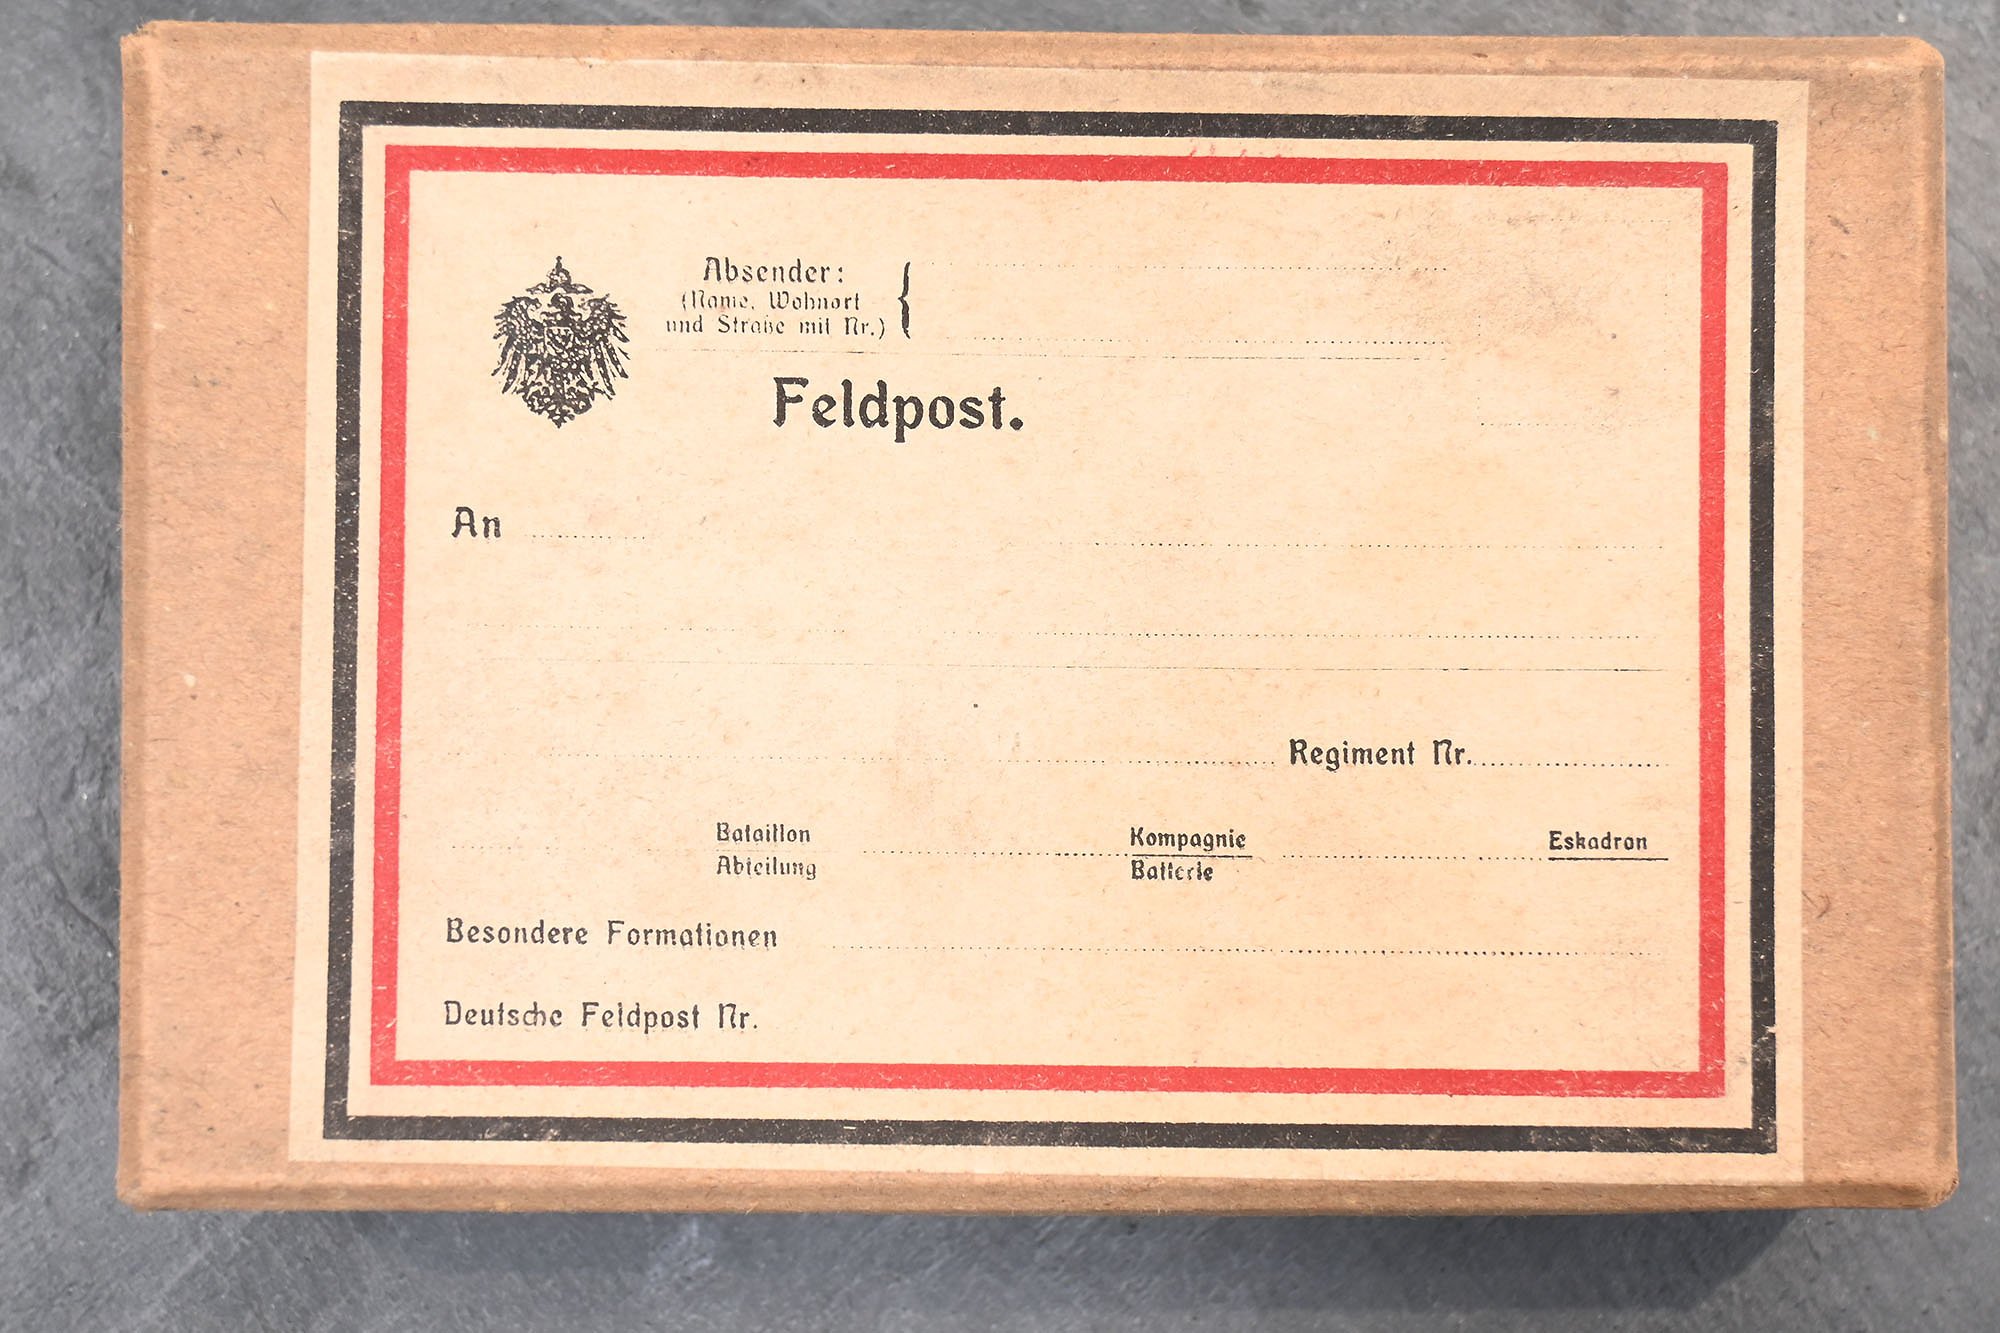 Absender:
(Name, Wohnort
und Straße mit Nr.)
Feldpost.
An
Regiment Nr.
Bataillon Kompagnie Eskadron
Abteilung Batterie
Besondere Formationen
Deutsche Feldpost Nr.